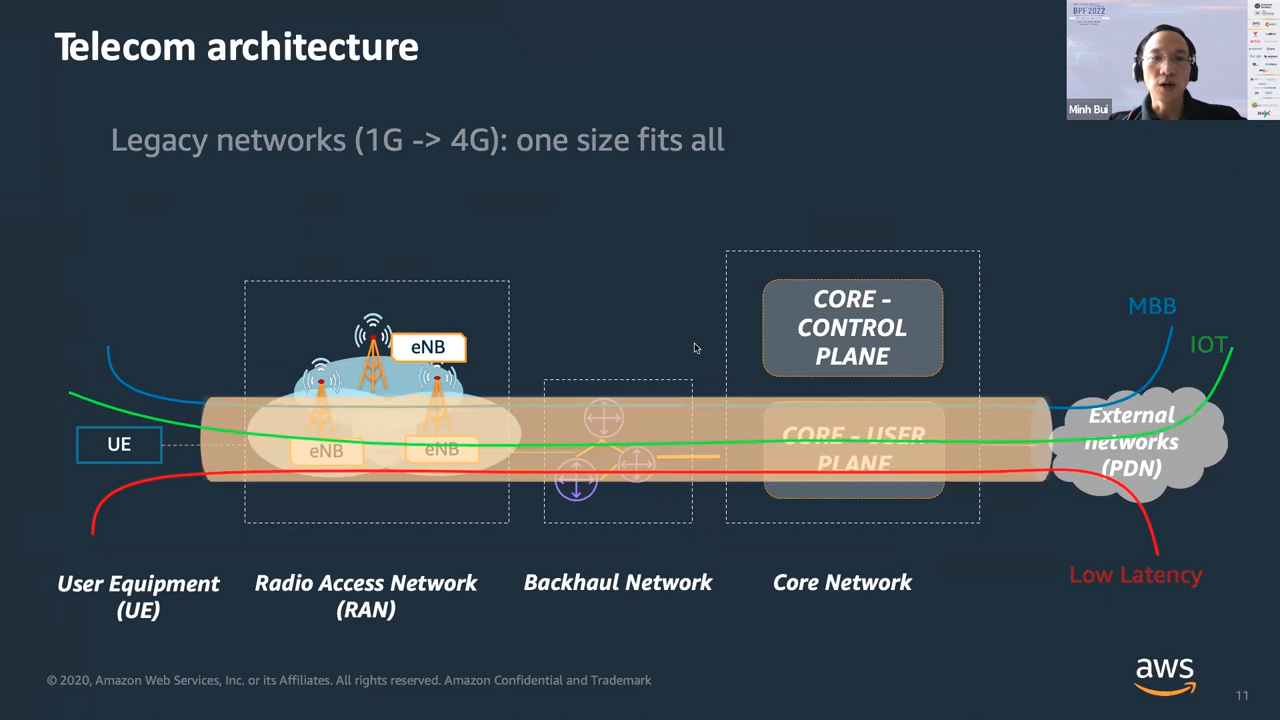 Telecom architecture
BPF 2022
Minh Bui
Legacy networks (1G -> 4G): one size fits all
CORE -
CONTROL
PLANE
MBB
IOT
eNB
UE
eNB
eNB
CORE - USER
PLANE
External
networks
(PDN)
User Equipment
(UE)
Radio Access Network
(RAN)
Backhaul Network
Core Network
Low Latency
© 2020, Amazon Web Services, Inc. or its Affiliates. All rights reserved. Amazon Confidential and Trademark
aws
11